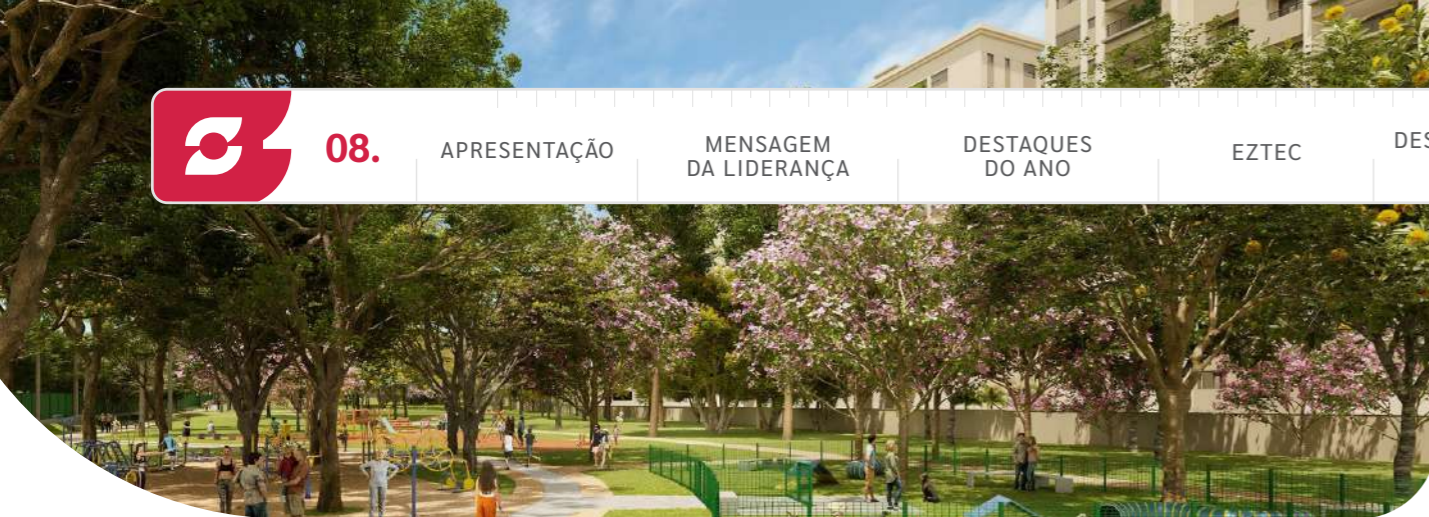 08.
APRESENTAÇÃO
MENSAGEM
DA LIDERANÇA
DESTAQUES
DO ANO
EZTEC